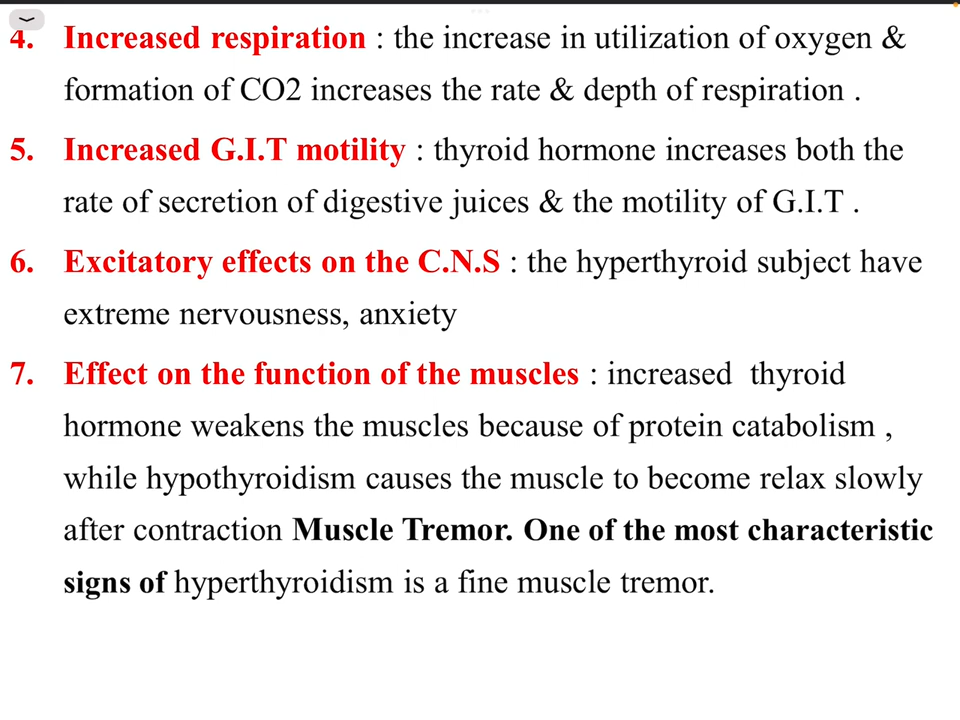 4. Increased respiration : the increase in utilization of oxygen &
formation of CO2 increases the rate & depth of respiration .
5. Increased G.I.T motility : thyroid hormone increases both the
rate of secretion of digestive juices & the motility of G.I.T .
6. Excitatory effects on the C.N.S : the hyperthyroid subject have
extreme nervousness, anxiety
7. Effect on the function of the muscles : increased  thyroid
hormone weakens the muscles because of protein catabolism ,
while hypothyroidism causes the muscle to become relax slowly
after contraction Muscle Tremor. One of the most characteristic
signs of hyperthyroidism is a fine muscle tremor.